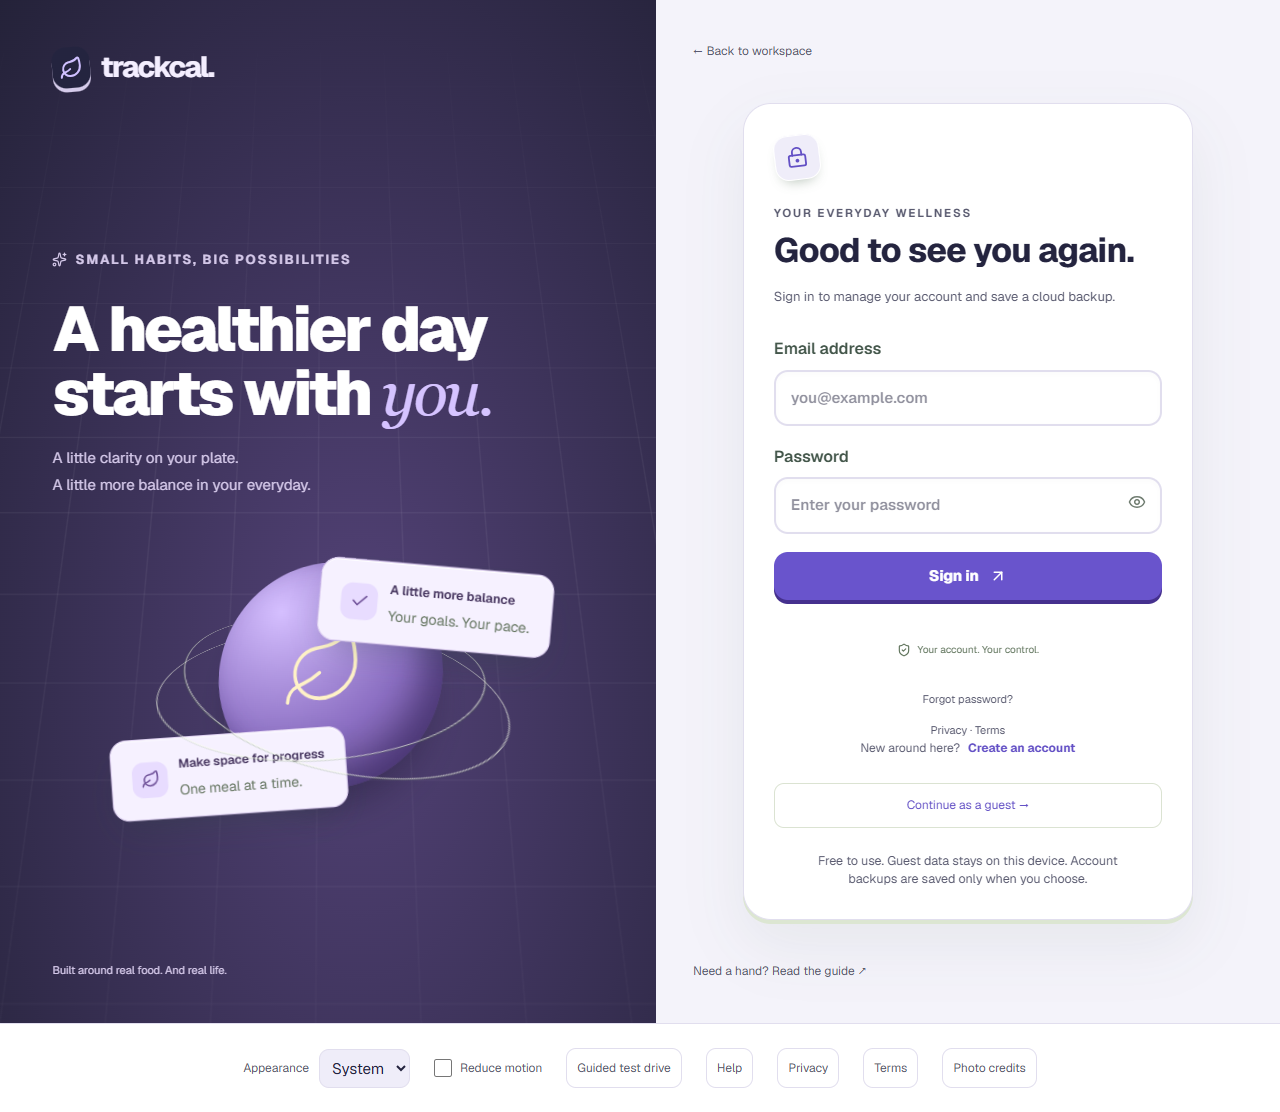 trackcal.
SMALL HABITS, BIG POSSIBILITIES
A healthier day
starts with you.
A little clarity on your plate.
A little more balance in your everyday.
A little more balance
Your goals. Your pace.
Make space for progress
One meal at a time.
Built around real food. And real life.
← Back to workspace
YOUR EVERYDAY WELLNESS
Good to see you again.
Sign in to manage your account and save a cloud backup.
Email address
you@example.com
Password
Enter your password
Sign in
Your account. Your control.
Forgot password?
Privacy · Terms
New around here? Create an account
Continue as a guest →
Free to use. Guest data stays on this device. Account
backups are saved only when you choose.
Need a hand? Read the guide ↗
Appearance System Reduce motion Guided test drive Help Privacy Terms Photo credits